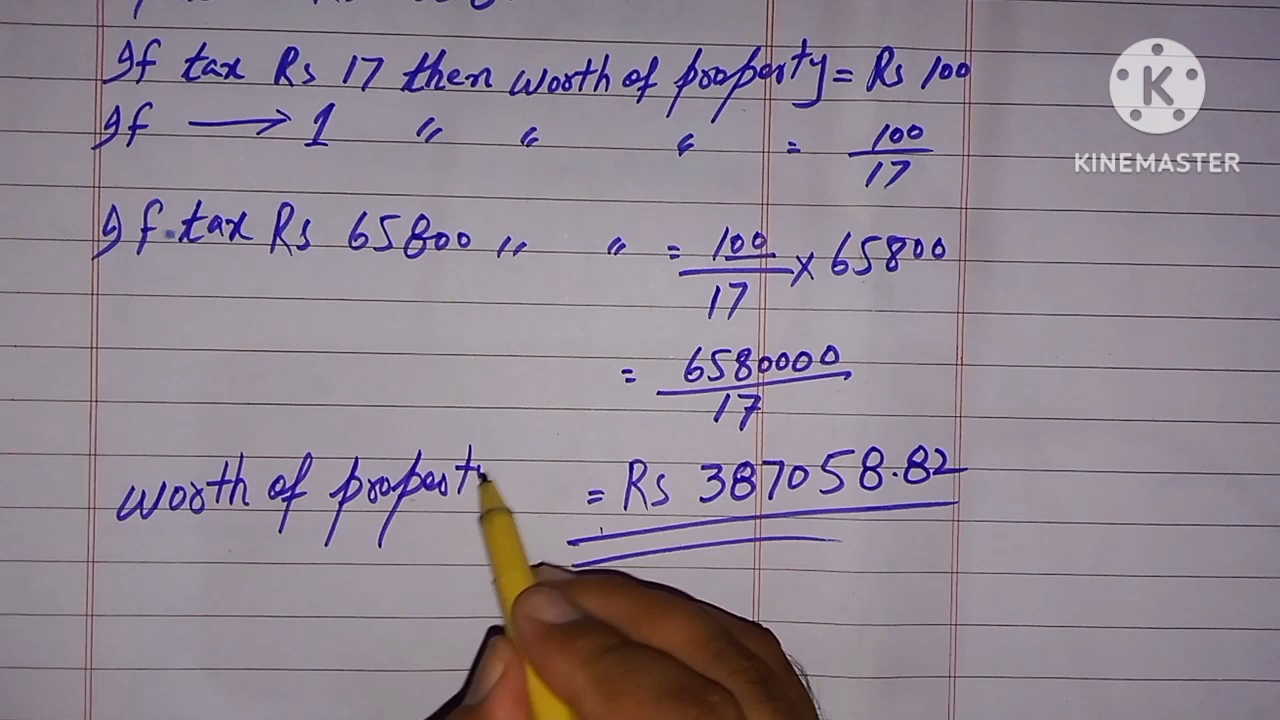 If tax Rs 17 then worth of property = Rs 100
If → 1 " " " = 100/17
If tax Rs 65800 " " = 100/17 × 65800
= 6580000/17
worth of property = Rs 387058.82
K
KINEMASTER